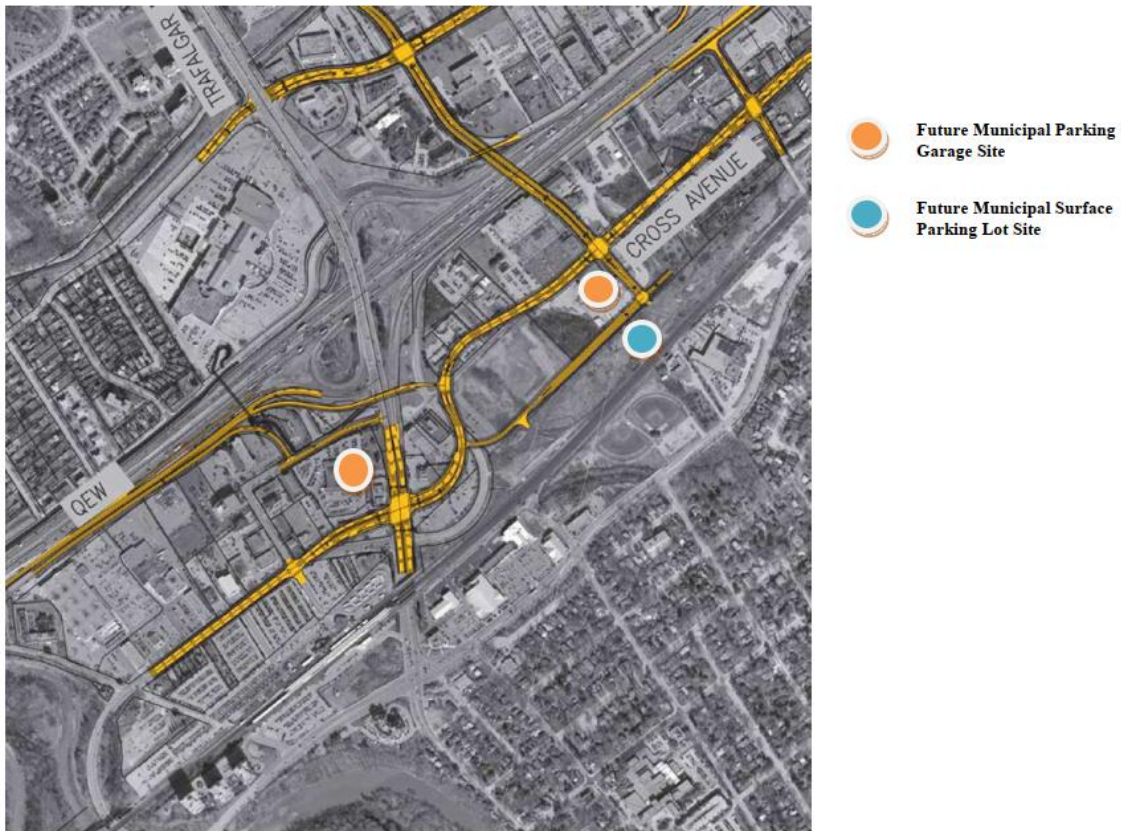 TRAFALGAR
CROSS AVENUE
QEW
Future Municipal Parking
Garage Site
Future Municipal Surface
Parking Lot Site